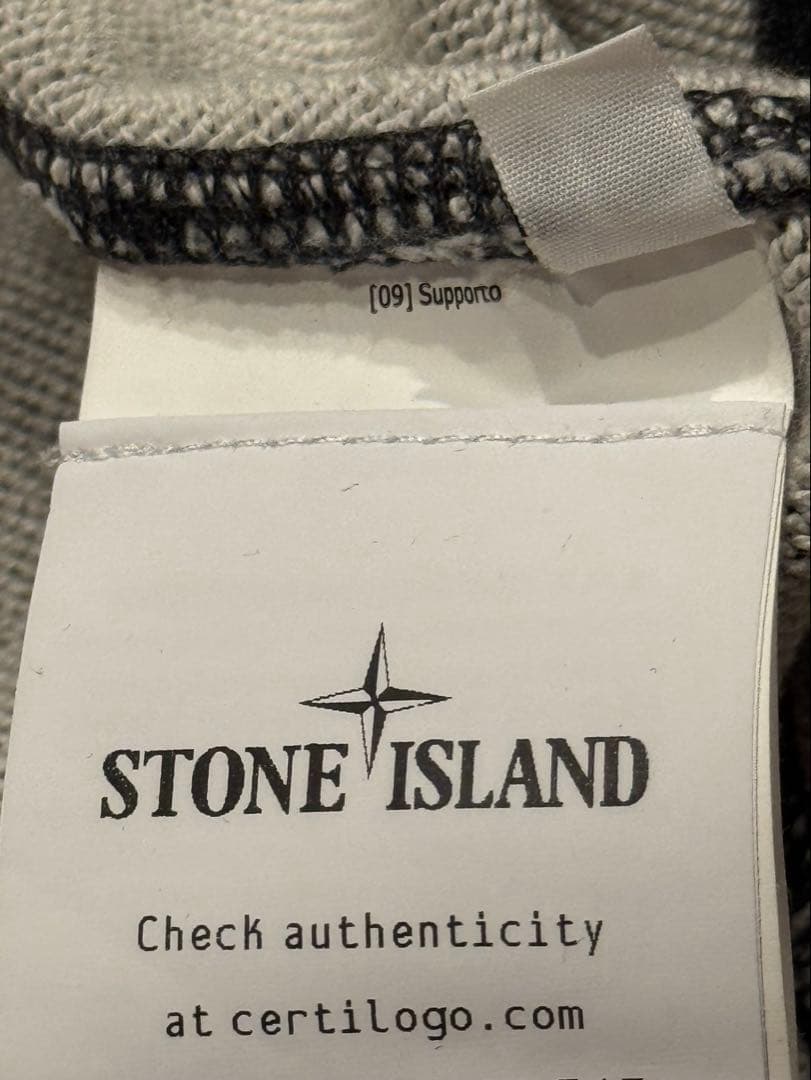 [09] Supporto
STONE ISLAND
Check authenticity
at certilogo.com